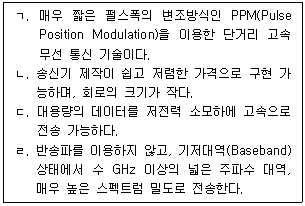 ㄱ. 매우 짧은 펄스폭의 변조방식인 PPM(Pulse
Position Modulation)을 이용한 단거리 고속
무선 통신 기술이다.
ㄴ. 송신기 제작이 쉽고 저렴한 가격으로 구현 가
능하며, 회로의 크기가 작다.
ㄷ. 대용량의 데이터를 저전력 소모하에 고속으로
전송 가능하다.
ㄹ. 반송파를 이용하지 않고, 기저대역(Baseband)
상태에서 수 GHz 이상의 넓은 주파수 대역,
매우 높은 스펙트럼 밀도로 전송한다.